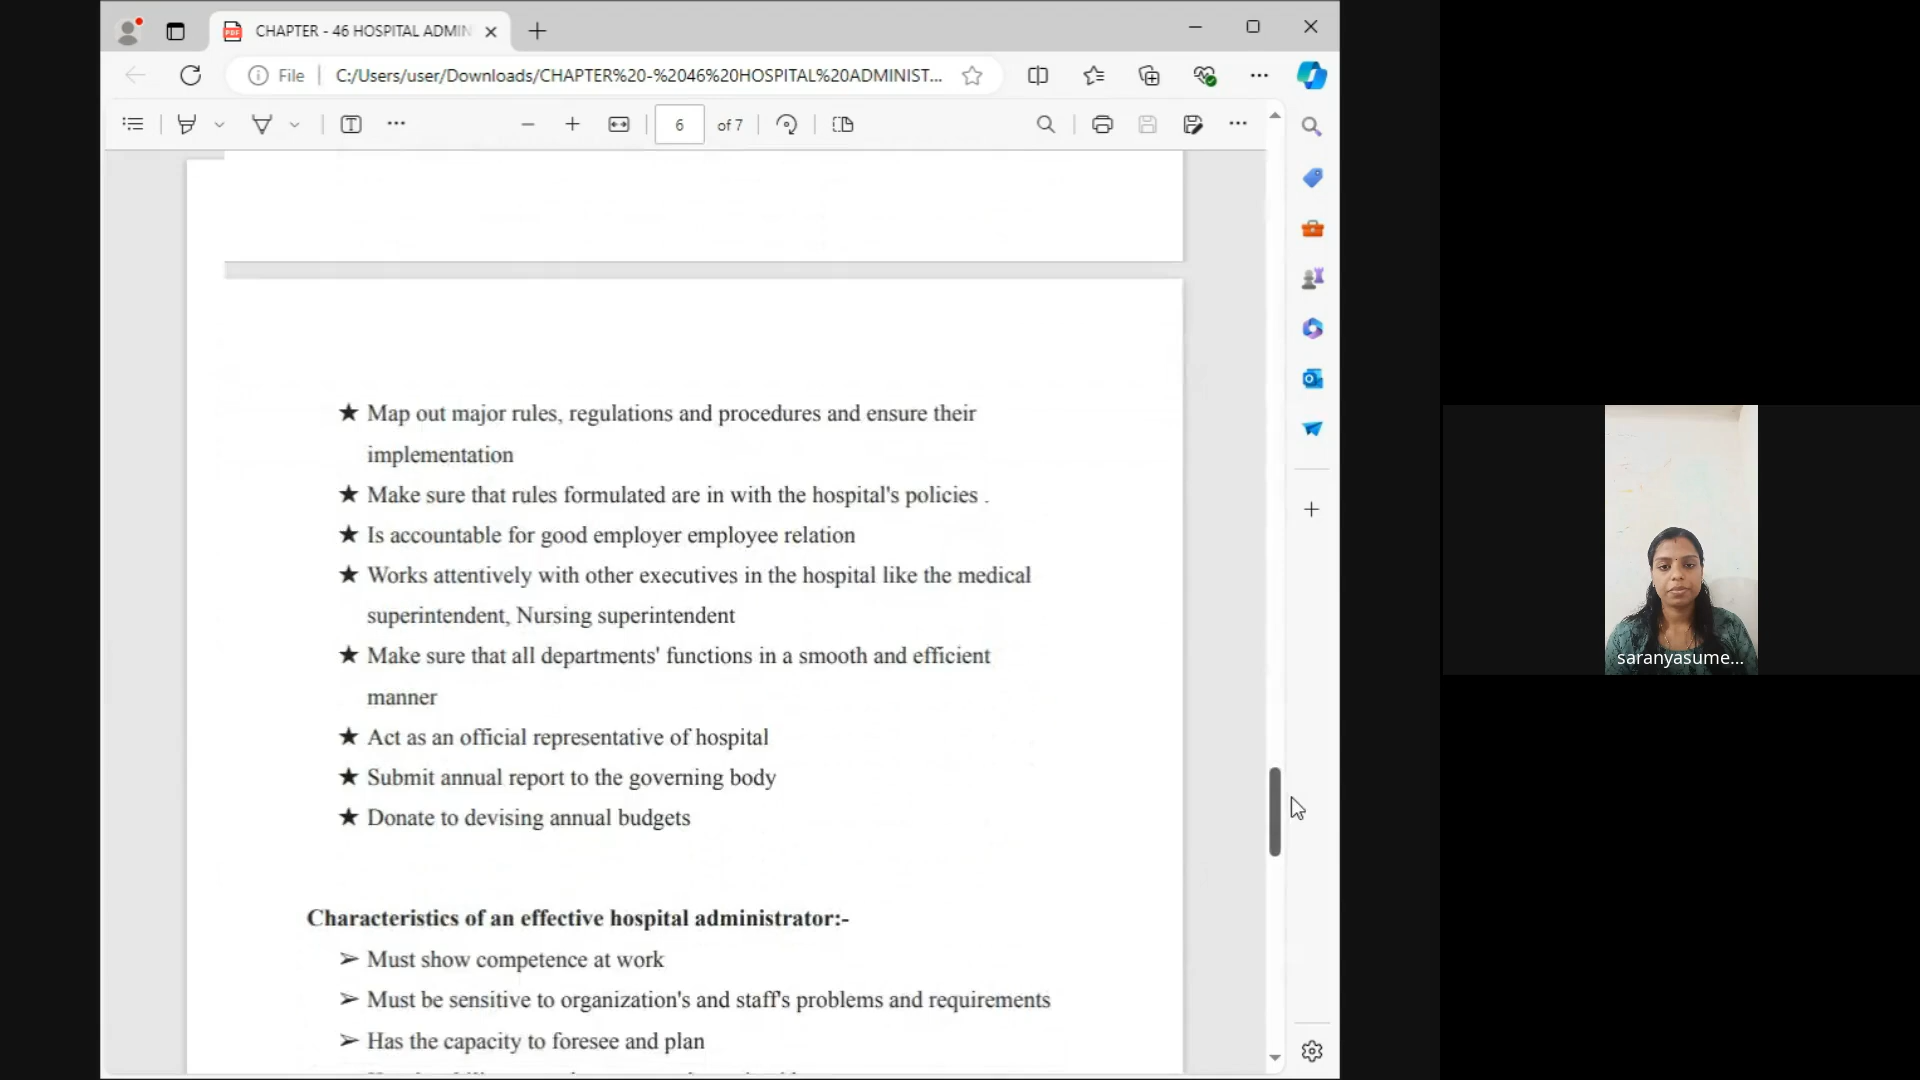 CHAPTER - 46 HOSPITAL ADMIN
File
C:/Users/user/Downloads/CHAPTER%20-%2046%20HOSPITAL%20ADMINIST...
6 of 7
★ Map out major rules, regulations and procedures and ensure their
implementation
★ Make sure that rules formulated are in with the hospital's policies .
★ Is accountable for good employer employee relation
★ Works attentively with other executives in the hospital like the medical
superintendent, Nursing superintendent
★ Make sure that all departments' functions in a smooth and efficient
manner
★ Act as an official representative of hospital
★ Submit annual report to the governing body
★ Donate to devising annual budgets
Characteristics of an effective hospital administrator:-
➢ Must show competence at work
➢ Must be sensitive to organization's and staff's problems and requirements
➢ Has the capacity to foresee and plan
saranyasume...